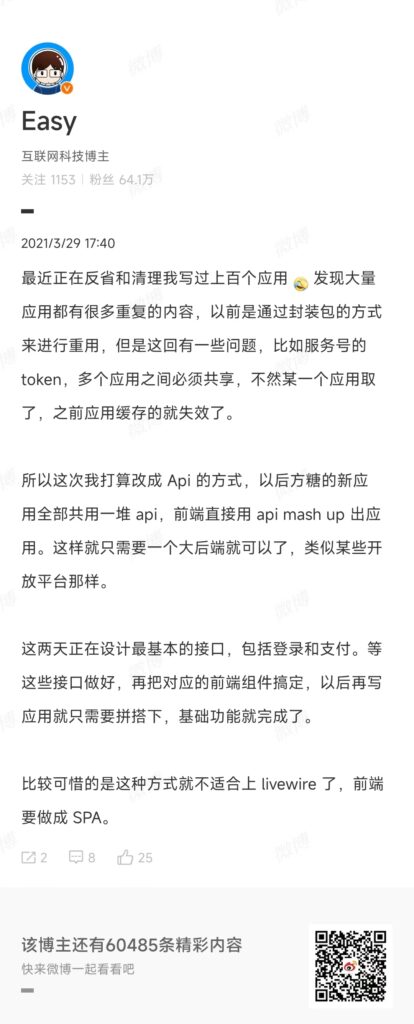 Easy
互联网科技博主
关注 1153 | 粉丝 64.1万
2021/3/29 17:40
最近正在反省和清理我写过上百个应用 发现大量
应用都有很多重复的内容，以前是通过封装包的方式
来进行重用，但是这回有一些问题，比如服务号的
token，多个应用之间必须共享，不然某一个应用取
了，之前应用缓存的就失效了。
所以这次我打算改成 Api 的方式，以后方糖的新应
用全部共用一堆 api，前端直接用 api mash up 出应
用。这样就只需要一个大后端就可以了，类似某些开
放平台那样。
这两天正在设计最基本的接口，包括登录和支付。等
这些接口做好，再把对应的前端组件搞定，以后再写
应用就只需要拼搭下，基础功能就完成了。
比较可惜的是这种方式就不适合上 livewire 了，前端
要做成 SPA。
2 8 25
该博主还有60485条精彩内容
快来微博一起看看吧
微博